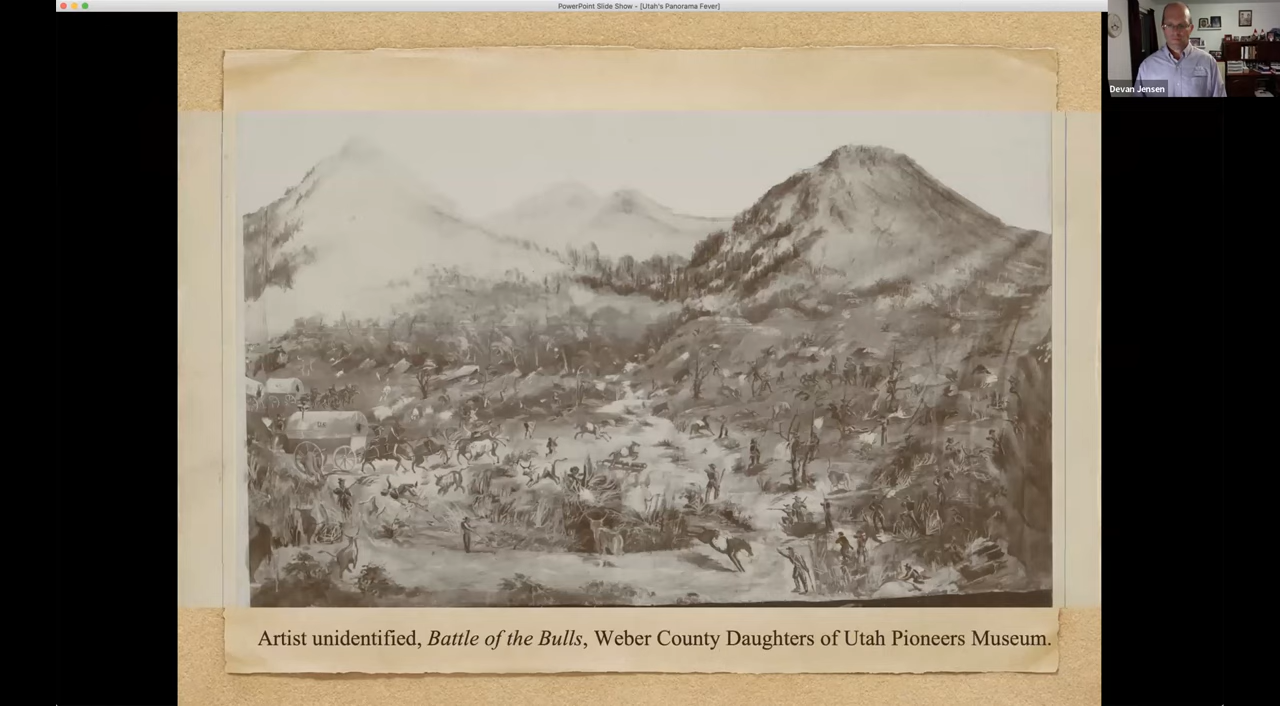 PowerPoint Slide Show - [Utah's Panorama Fever]
Devan Jensen
Artist unidentified, Battle of the Bulls, Weber County Daughters of Utah Pioneers Museum.